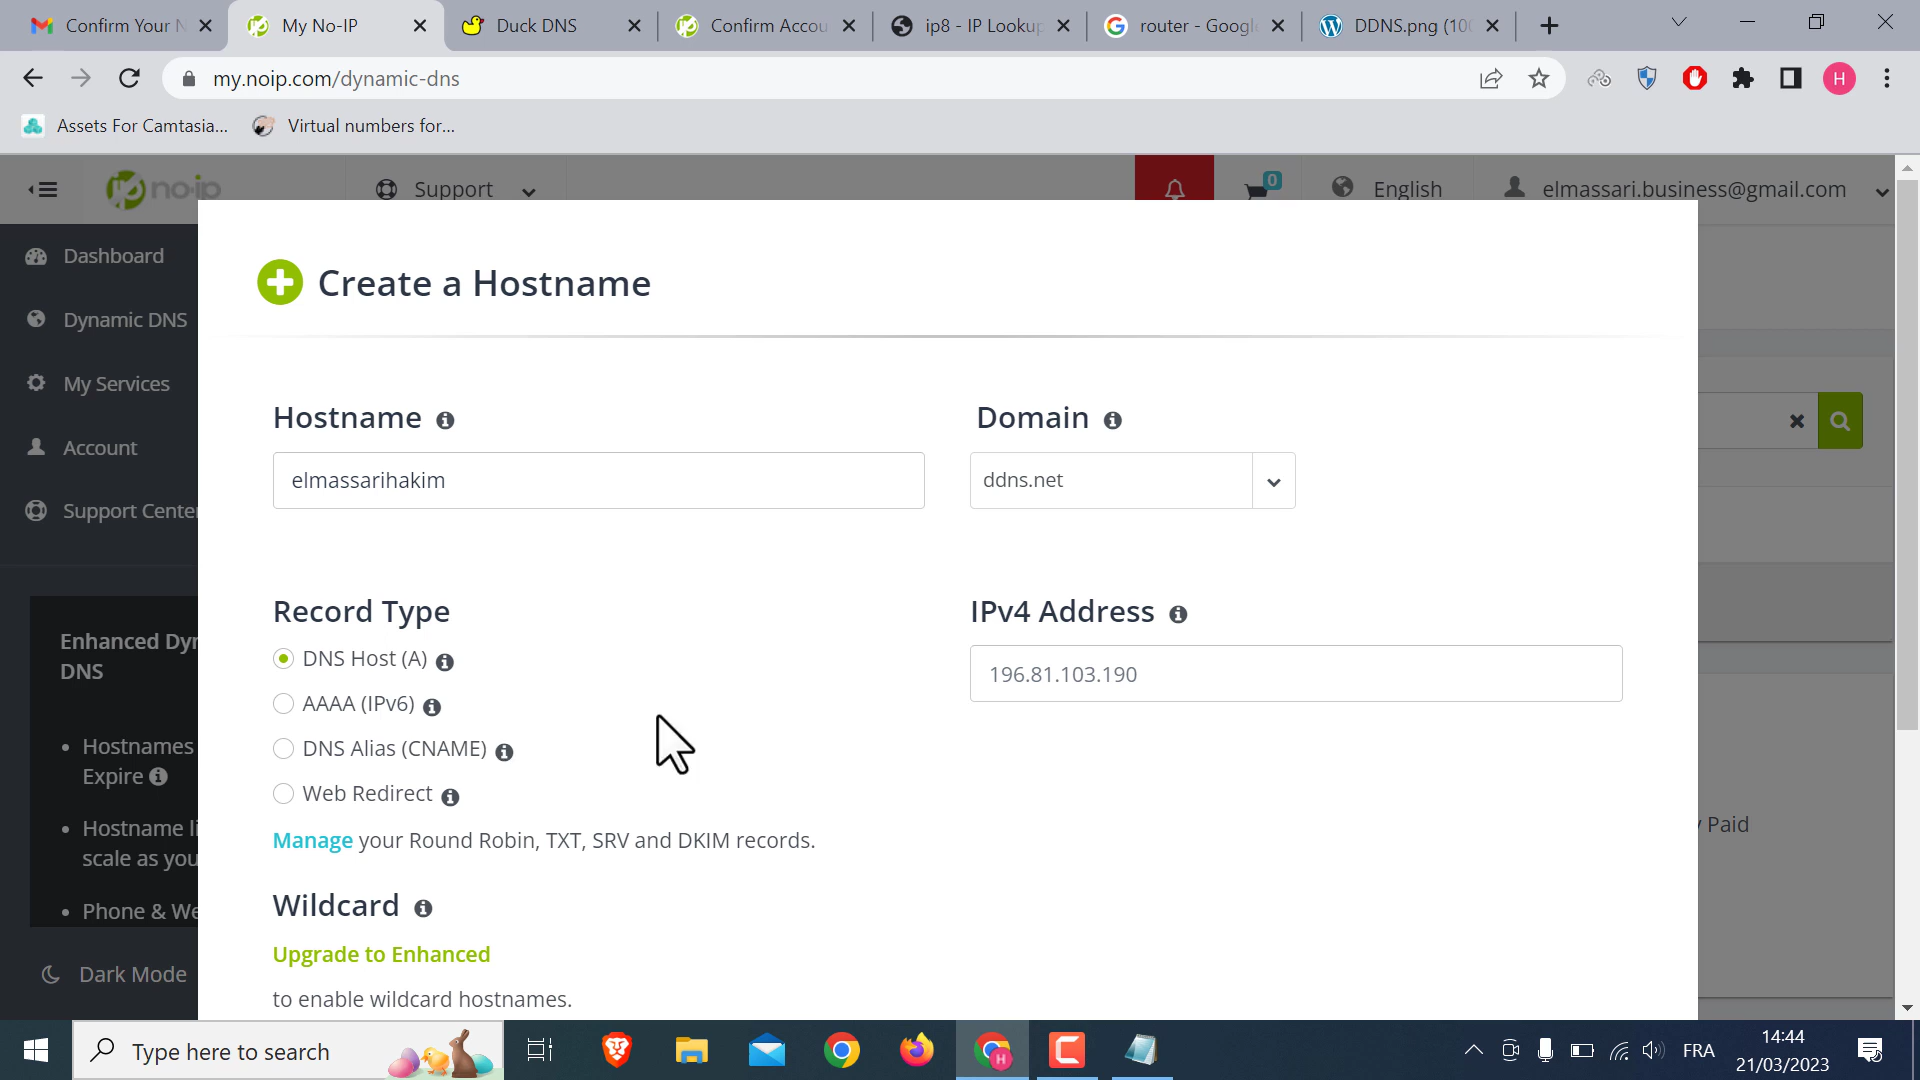 Confirm Your N
My No-IP
Duck DNS
Confirm Accou
ip8 - IP Lookup
router - Googl
DDNS.png (100
my.noip.com/dynamic-dns
H
Assets For Camtasia...
Virtual numbers for...
no-ip
Support
0
English
elmassari.business@gmail.com
Dashboard
Dynamic DNS
My Services
Account
Support Center
Enhanced Dyn
DNS
Hostnames
Expire
Hostname li
scale as you
Phone & We
Dark Mode
Create a Hostname
Hostname
Domain
elmassarihakim
ddns.net
Record Type
IPv4 Address
DNS Host (A)
196.81.103.190
AAAA (IPv6)
DNS Alias (CNAME)
Web Redirect
Manage your Round Robin, TXT, SRV and DKIM records.
Wildcard
Upgrade to Enhanced
to enable wildcard hostnames.
Paid
Type here to search
FRA
14:44
21/03/2023